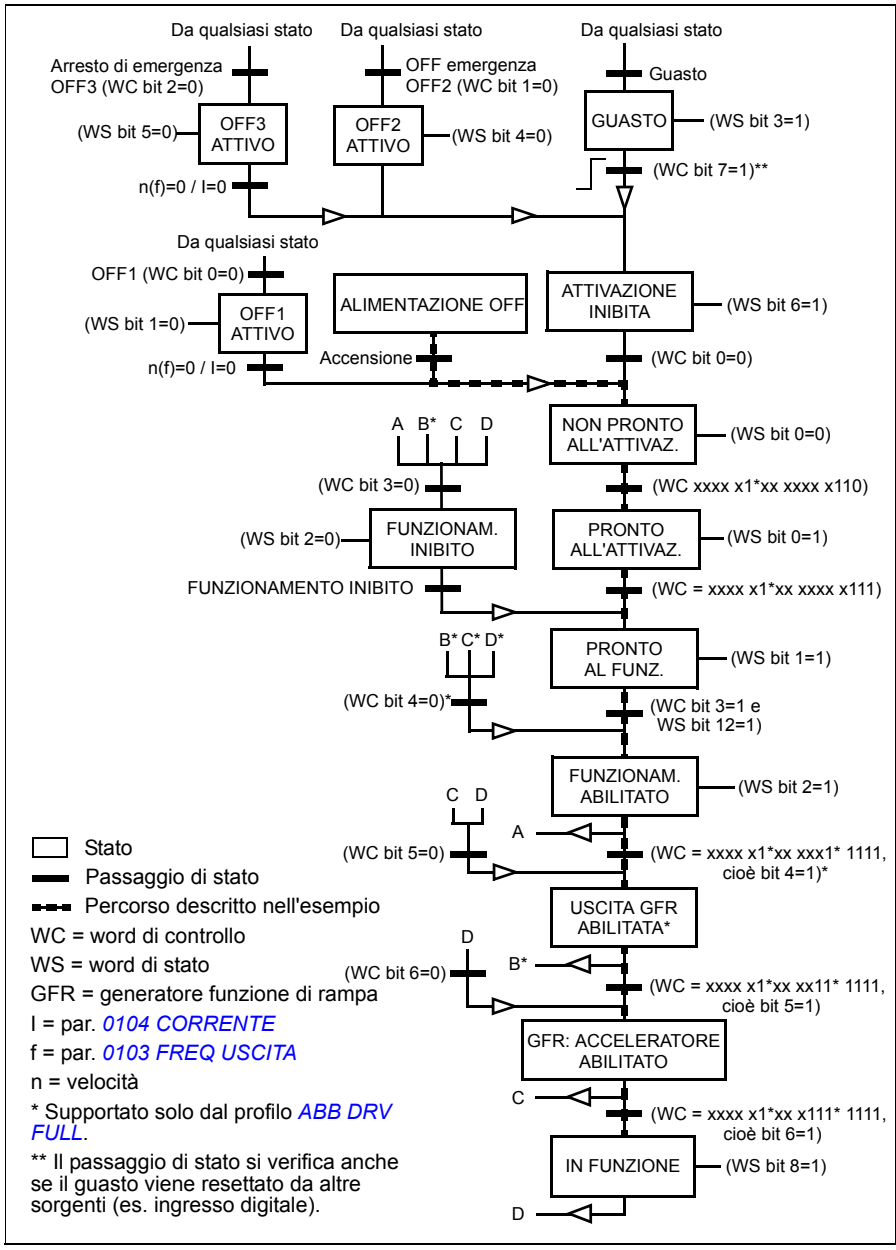 Da qualsiasi stato
Da qualsiasi stato
Da qualsiasi stato
Arresto di emergenza
OFF3 (WC bit 2=0)
OFF emergenza
OFF2 (WC bit 1=0)
Guasto
(WS bit 5=0)
OFF3
ATTIVO
OFF2
ATTIVO
(WS bit 4=0)
GUASTO
(WS bit 3=1)
n(f)=0 / I=0
(WC bit 7=1)**
Da qualsiasi stato
OFF1 (WC bit 0=0)
(WS bit 1=0)
OFF1
ATTIVO
n(f)=0 / I=0
ALIMENTAZIONE OFF
Accensione
ATTIVAZIONE
INIBITA
(WS bit 6=1)
(WC bit 0=0)
A B* C D
NON PRONTO
ALL'ATTIVAZ.
(WS bit 0=0)
(WC bit 3=0)
(WC xxxx x1*xx xxxx x110)
(WS bit 2=0)
FUNZIONAM.
INIBITO
PRONTO
ALL'ATTIVAZ.
(WS bit 0=1)
FUNZIONAMENTO INIBITO
(WC = xxxx x1*xx xxxx x111)
B* C* D*
PRONTO
AL FUNZ.
(WS bit 1=1)
(WC bit 4=0)*
(WC bit 3=1 e
WS bit 12=1)
FUNZIONAM.
ABILITATO
(WS bit 2=1)
C D
A
(WC bit 5=0)
(WC = xxxx x1*xx xxx1* 1111,
cioè bit 4=1)*
USCITA GFR
ABILITATA*
D
B*
(WC bit 6=0)
(WC = xxxx x1*xx xx11* 1111,
cioè bit 5=1)
GFR: ACCELERATORE
ABILITATO
C
(WC = xxxx x1*xx x111* 1111,
cioè bit 6=1)
IN FUNZIONE
(WS bit 8=1)
D
Stato
Passaggio di stato
Percorso descritto nell'esempio
WC = word di controllo
WS = word di stato
GFR = generatore funzione di rampa
I = par. 0104 CORRENTE
f = par. 0103 FREQ USCITA
n = velocità
* Supportato solo dal profilo ABB DRV
FULL.
** Il passaggio di stato si verifica anche
se il guasto viene resettato da altre
sorgenti (es. ingresso digitale).